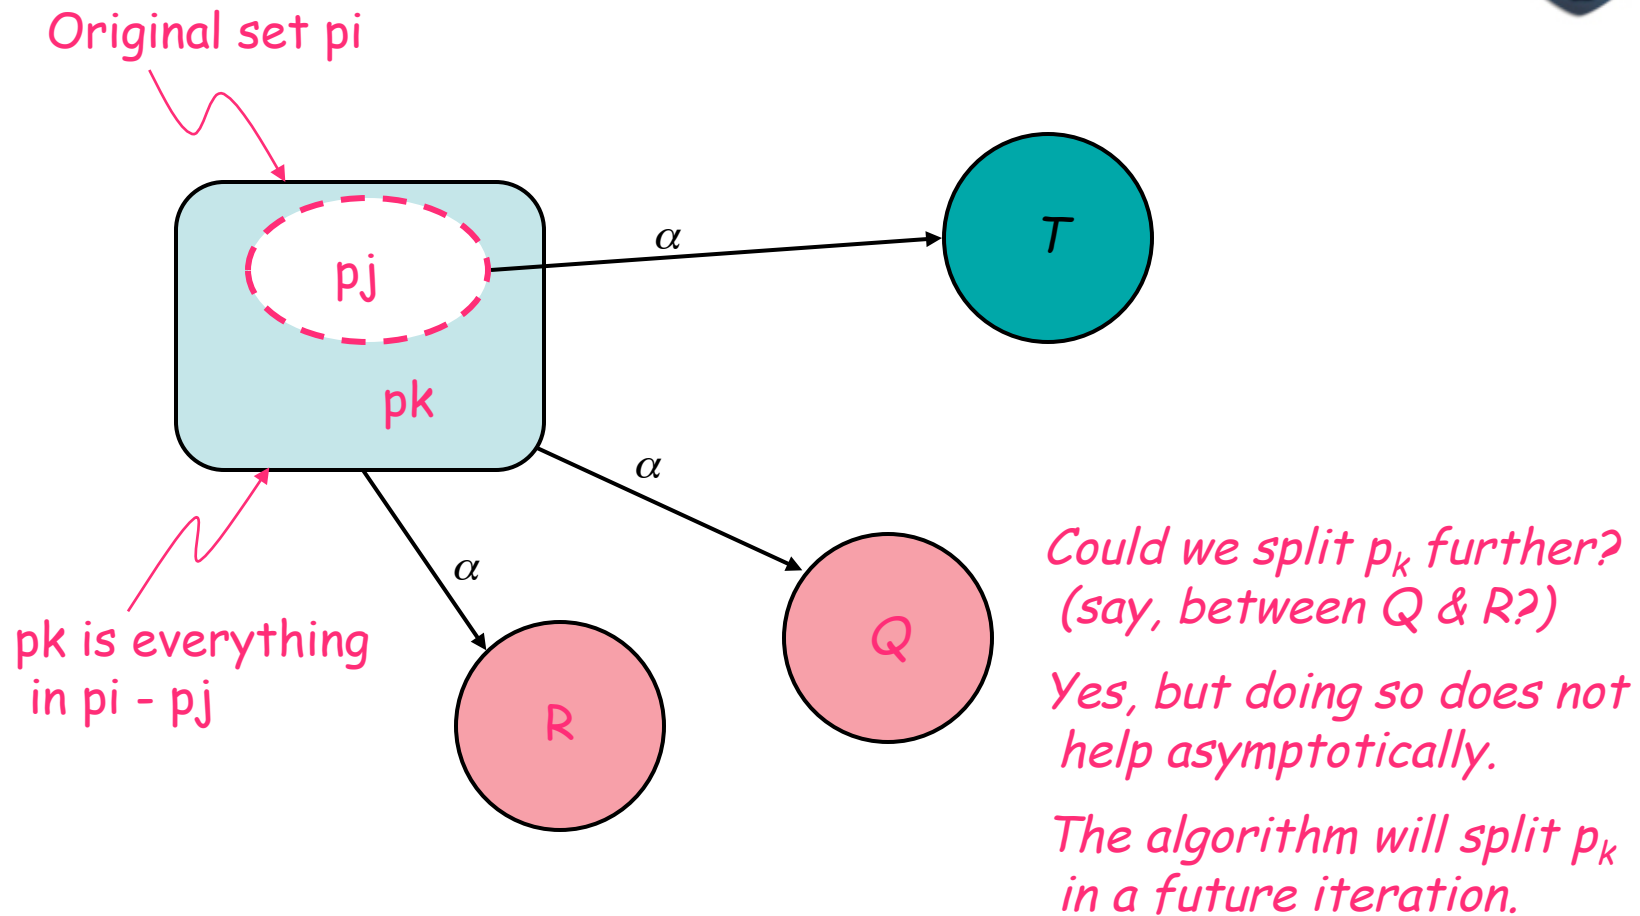 Original set pi
α
T
pj
pk
α
α
pk is everything
in pi - pj
R
Q
Could we split pₖ further?
(say, between Q & R?)
Yes, but doing so does not
help asymptotically.
The algorithm will split pₖ
in a future iteration.